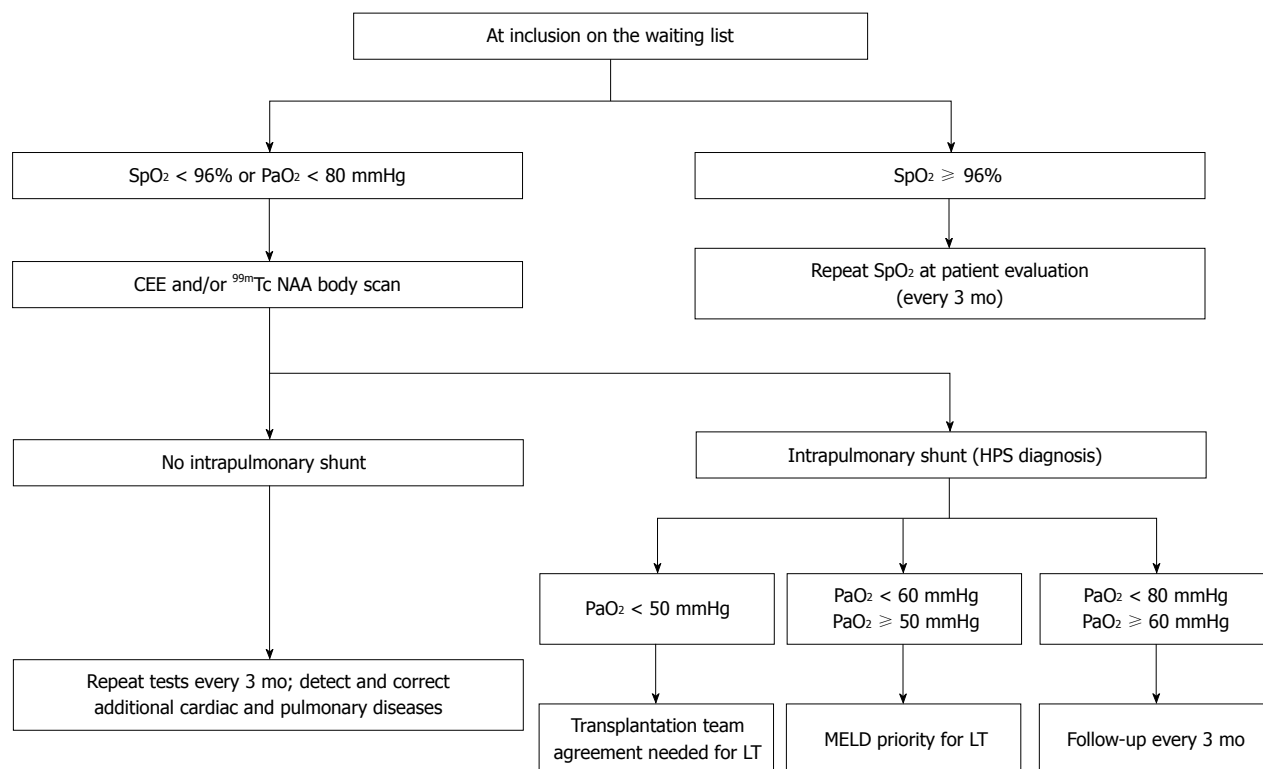 At inclusion on the waiting list
SpO₂ < 96% or PaO₂ < 80 mmHg
SpO₂ ⩾ 96%
CEE and/or ⁹⁹ᵐTc NAA body scan
Repeat SpO₂ at patient evaluation
(every 3 mo)
No intrapulmonary shunt
Intrapulmonary shunt (HPS diagnosis)
PaO₂ < 50 mmHg
PaO₂ < 60 mmHg
PaO₂ ⩾ 50 mmHg
PaO₂ < 80 mmHg
PaO₂ ⩾ 60 mmHg
Repeat tests every 3 mo; detect and correct
additional cardiac and pulmonary diseases
Transplantation team
agreement needed for LT
MELD priority for LT
Follow-up every 3 mo